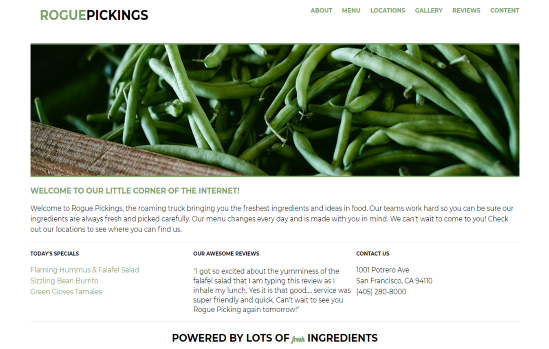 ROGUEPICKINGS
ABOUT MENU LOCATIONS GALLERY REVIEWS CONTENT
WELCOME TO OUR LITTLE CORNER OF THE INTERNET!
Welcome to Rogue Pickings, the roaming truck bringing you the freshest ingredients and ideas in food. Our teams work hard so you can be sure our
ingredients are always fresh and picked carefully. Our menu changes every day and is made with you in mind. We can't wait to come to you! Check
out our locations to see where you can find us.
TODAY'S SPECIALS
Flaming Hummus & Falafel Salad
Sizzling Bean Burrito
Green Gloves Tamales
OUR AWESOME REVIEWS
"I got so excited about the yumminess of the
falafel salad that I am typing this review as I
inhale my lunch. Yes it is that good.... service was
super friendly and quick. Can't wait to see you
Rogue Picking again tomorrow!"
CONTACT US
1001 Potrero Ave
San Francisco, CA 94110
(405) 280-8000
POWERED BY LOTS OF fresh INGREDIENTS